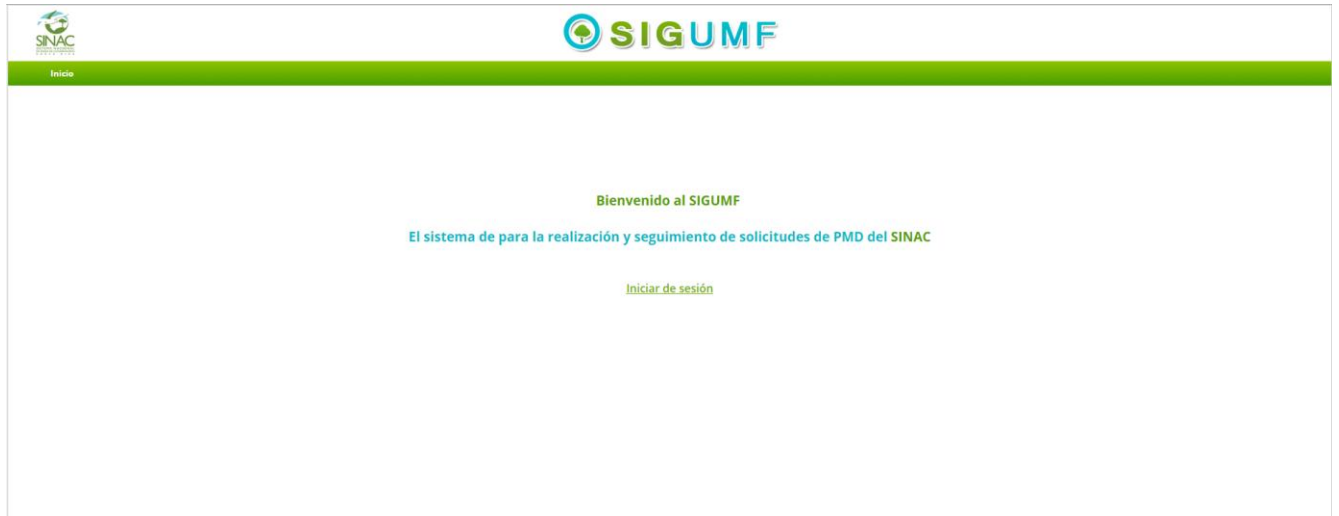 SINAC
SIGUMF
Inicio
Bienvenido al SIGUMF
El sistema de para la realización y seguimiento de solicitudes de PMD del SINAC
Iniciar de sesión